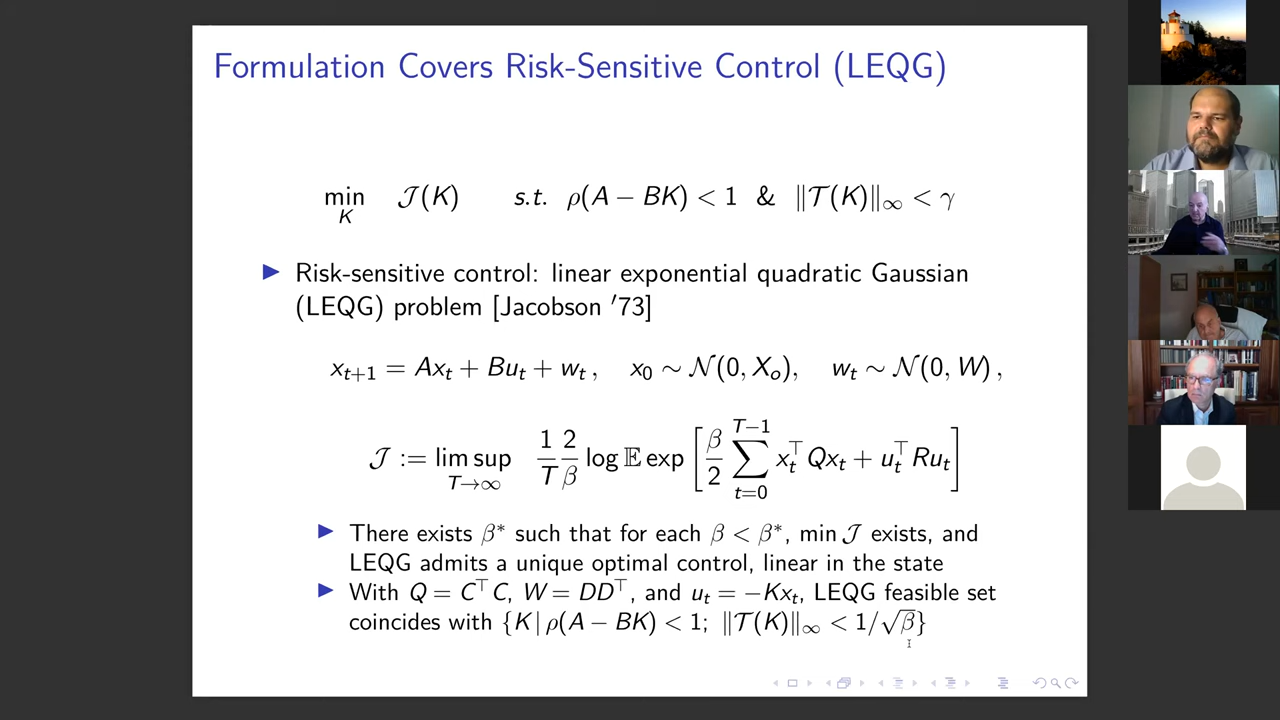 Formulation Covers Risk-Sensitive Control (LEQG)
min_K 𝒥(K) s.t. ρ(A − BK) < 1 & ‖𝒯(K)‖_∞ < γ
▶ Risk-sensitive control: linear exponential quadratic Gaussian
(LEQG) problem [Jacobson ′73]
x_{t+1} = Ax_t + Bu_t + w_t , x_0 ∼ 𝒩(0, X_o), w_t ∼ 𝒩(0, W) ,
𝒥 := lim sup_{T→∞} 1/T 2/β log 𝔼 exp [ β/2 ∑_{t=0}^{T−1} x_t^⊤ Qx_t + u_t^⊤ Ru_t ]
▶ There exists β* such that for each β < β*, min 𝒥 exists, and
LEQG admits a unique optimal control, linear in the state
▶ With Q = C^⊤C, W = DD^⊤, and u_t = −Kx_t, LEQG feasible set
coincides with {K | ρ(A − BK) < 1; ‖𝒯(K)‖_∞ < 1/√β}